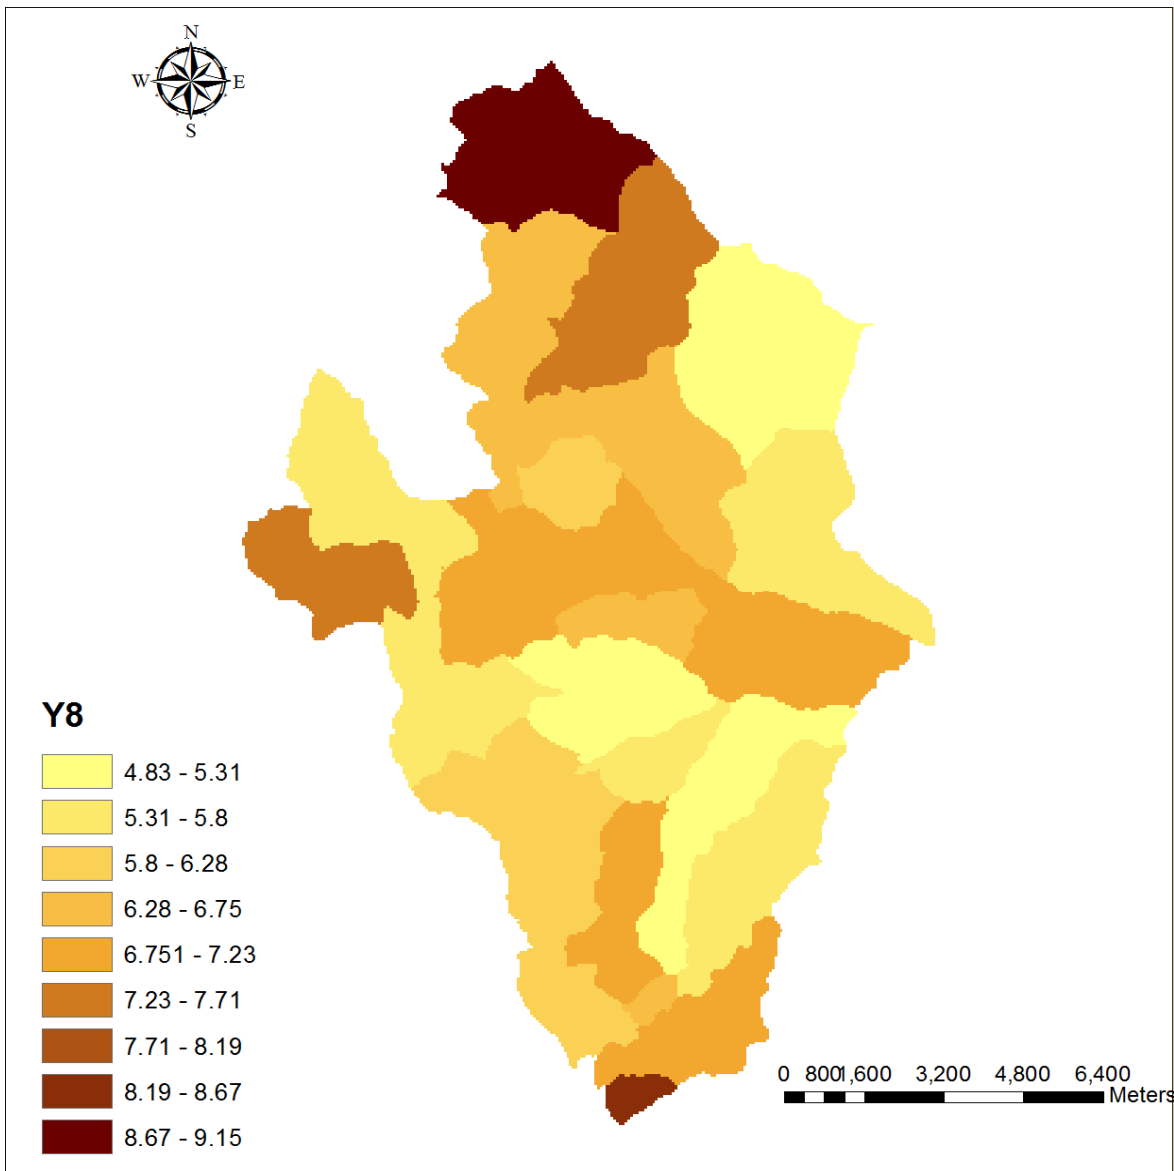 N
W E
S
Y8
4.83 - 5.31
5.31 - 5.8
5.8 - 6.28
6.28 - 6.75
6.751 - 7.23
7.23 - 7.71
7.71 - 8.19
8.19 - 8.67
8.67 - 9.15
0 800 1,600 3,200 4,800 6,400
Meters